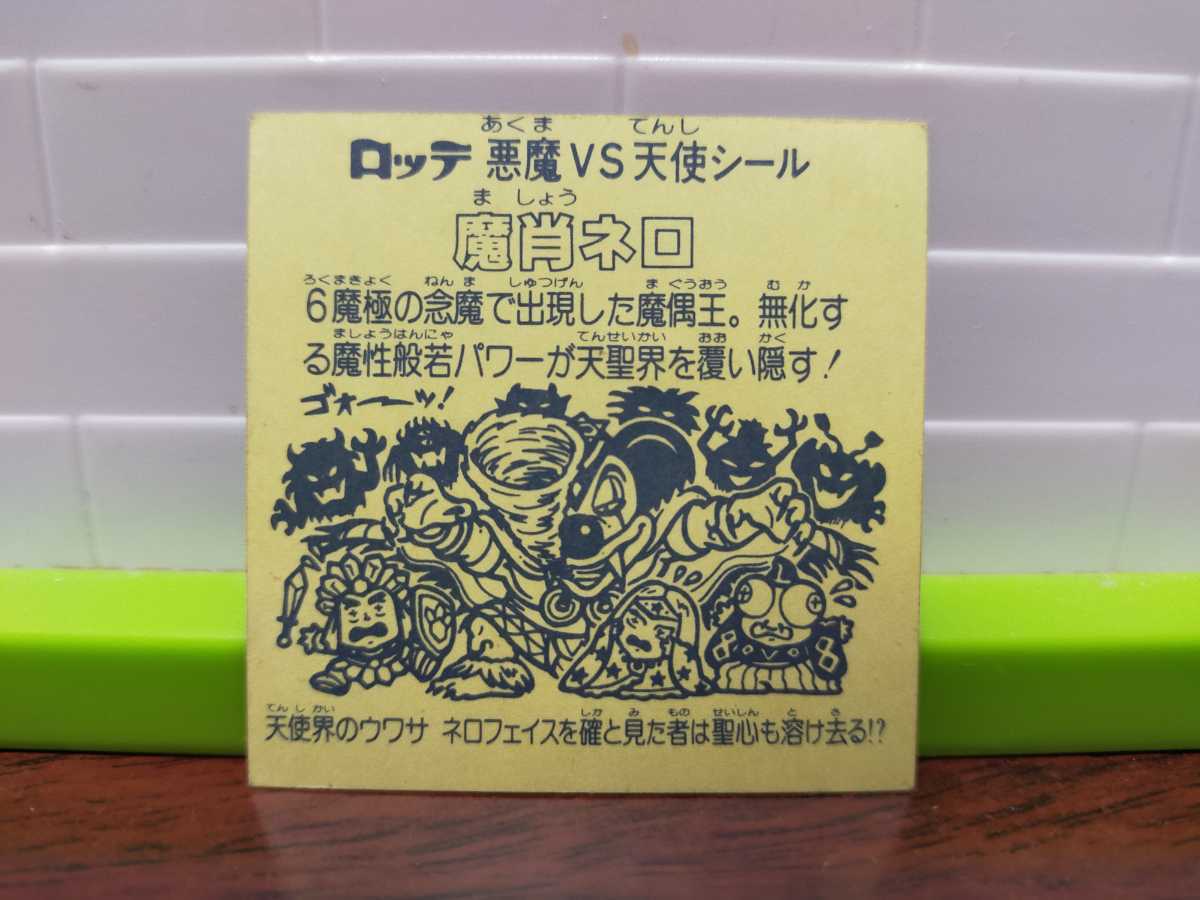 あくま てんし
ロッテ 悪魔VS天使シール
ま しょう
魔肖ネロ
ろくまきょく ねん ま しゅつげん ま ぐうおう む か
6魔極の念魔で出現した魔偶王。無化す
ましょうはんにゃ てんせいかい おお かく
る魔性般若パワーが天聖界を覆い隠す！
ゴォーーッ！
てん し かい しか み もの せいしん と さ
天使界のウワサ ネロフェイスを確と見た者は聖心も溶け去る!?